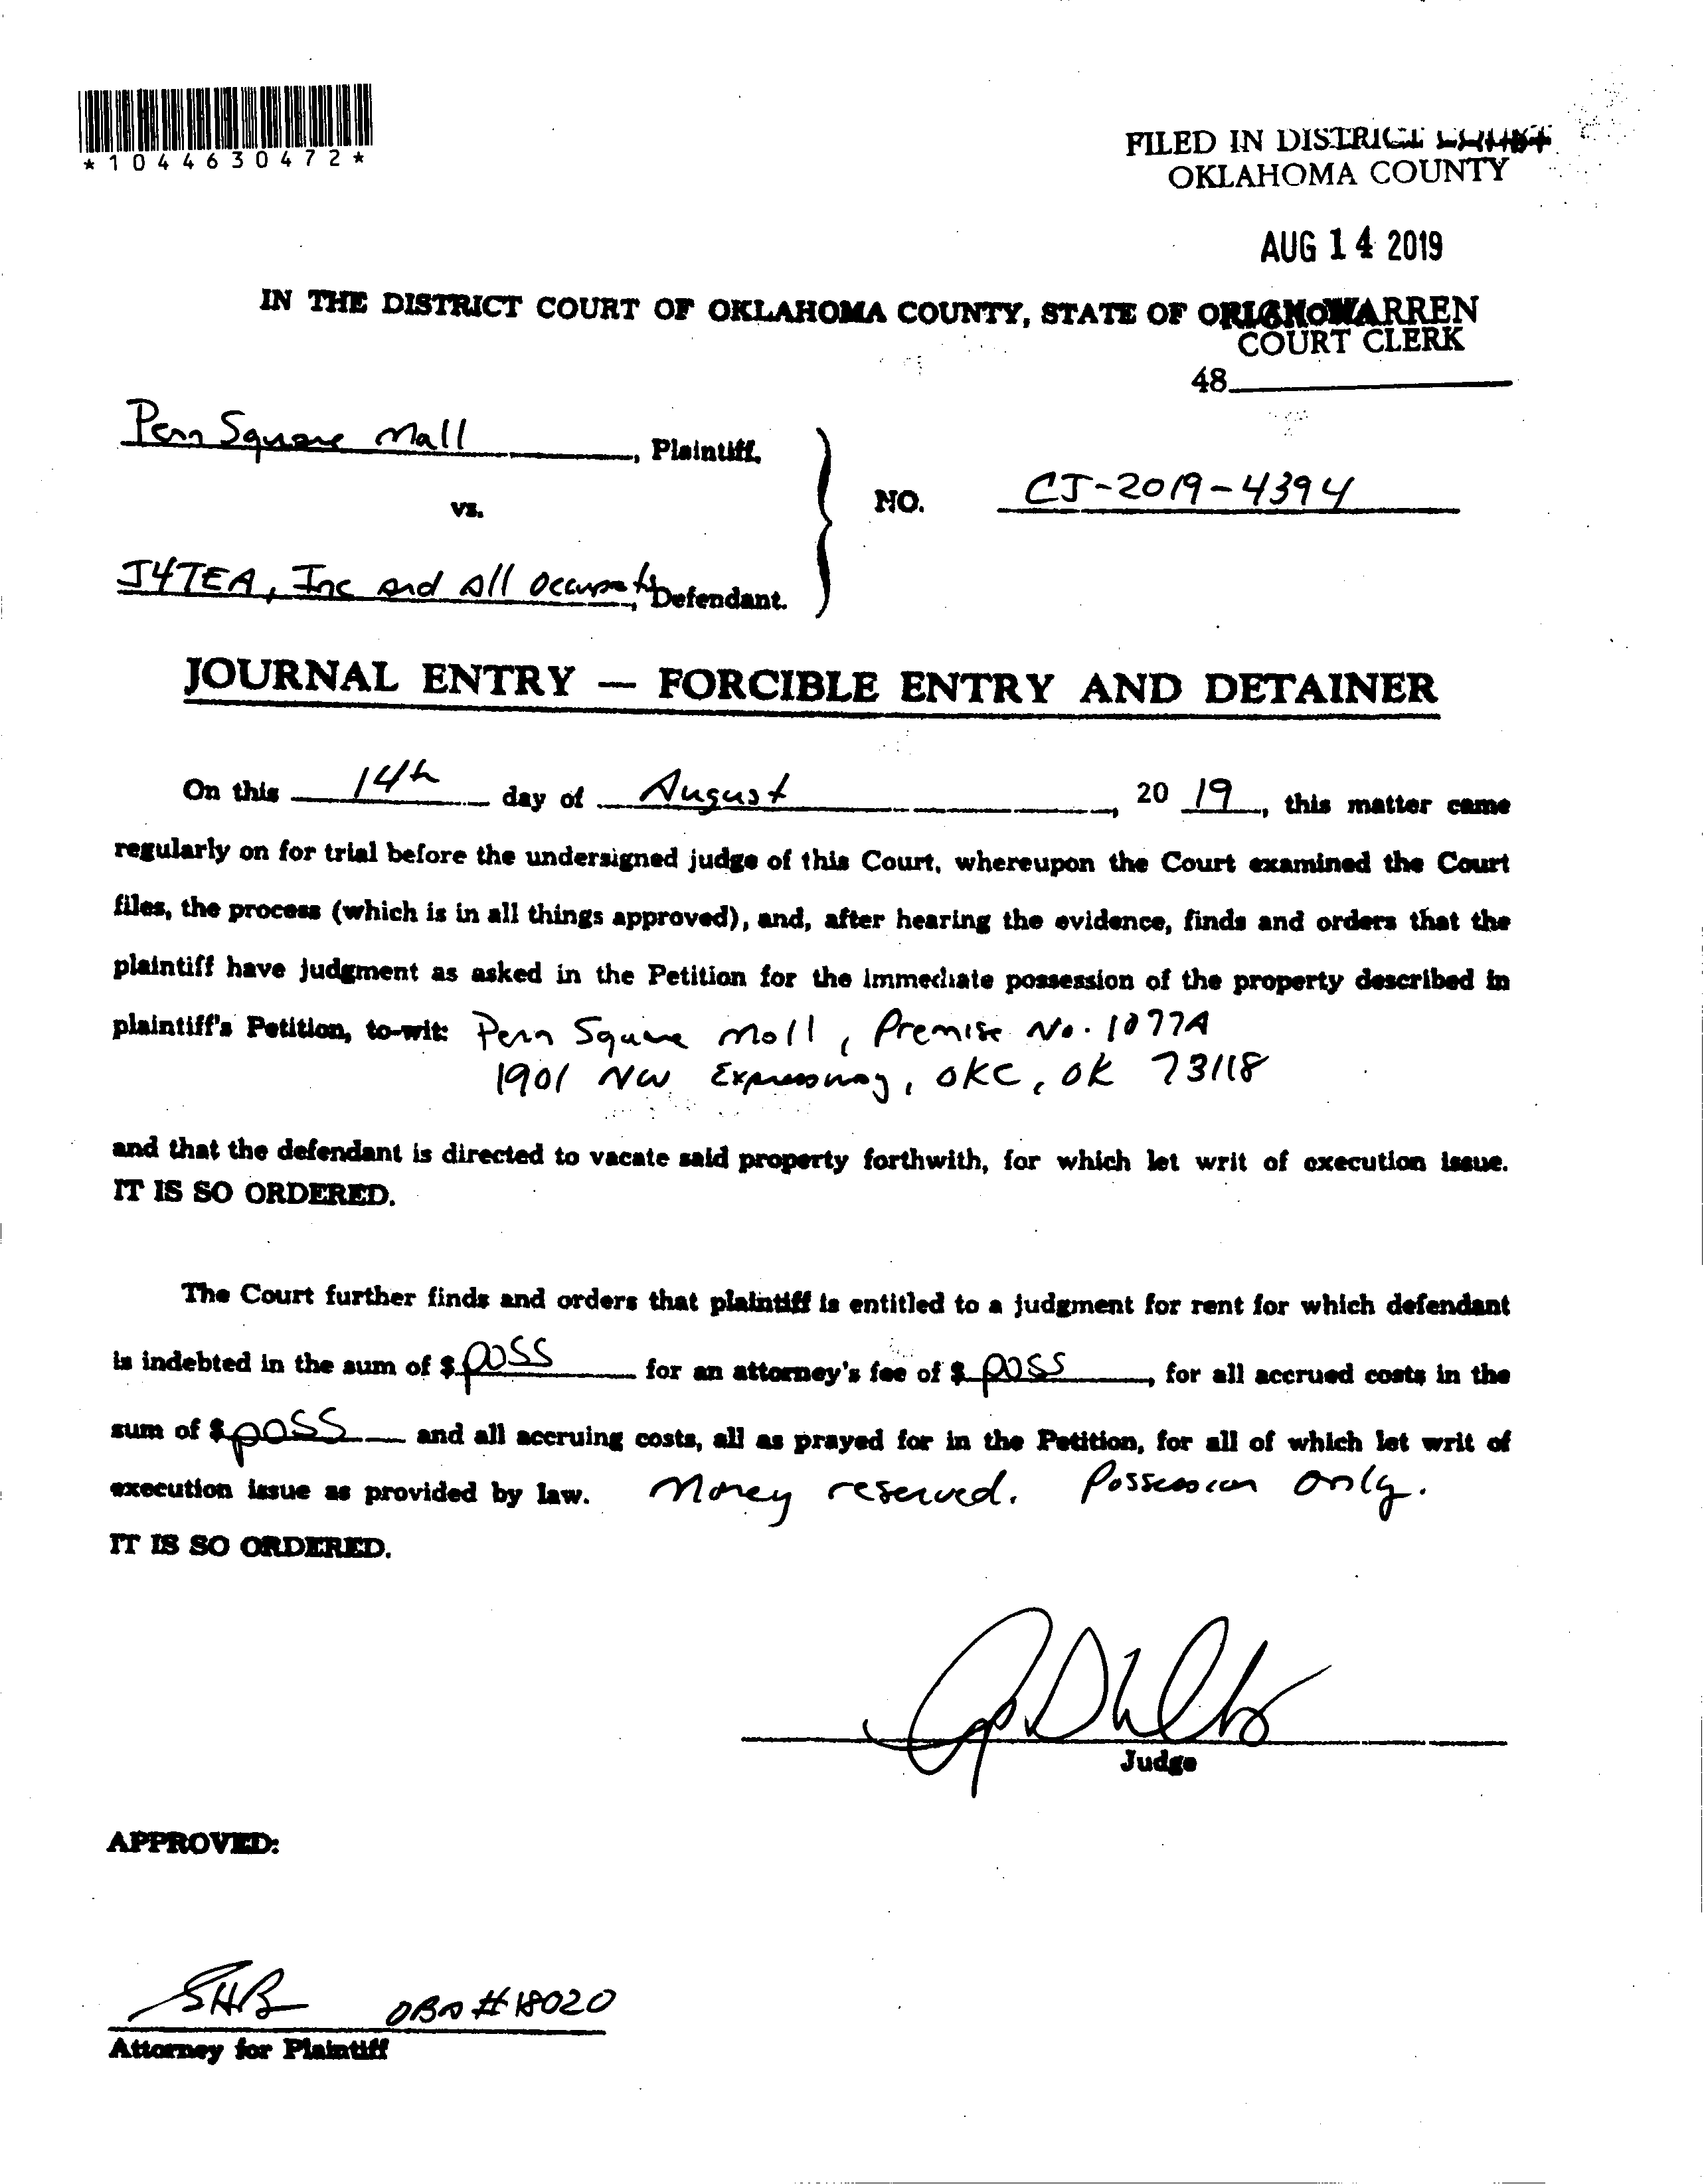 *1044630472*
FILED IN DISTRICT COURT
OKLAHOMA COUNTY
AUG 14 2019
IN THE DISTRICT COURT OF OKLAHOMA COUNTY, STATE OF
WARREN
COURT CLERK
48
Penn Square Mall, Plaintiff,
vs.
NO. CJ-2019-4394
J4TEA, Inc and All Occupants, Defendant.
JOURNAL ENTRY — FORCIBLE ENTRY AND DETAINER
On this 14th day of August, 20 19, this matter came
regularly on for trial before the undersigned judge of this Court, whereupon the Court examined the Court
files, the process (which is in all things approved), and, after hearing the evidence, finds and orders that the
plaintiff have judgment as asked in the Petition for the immediate possession of the property described in
plaintiff's Petition, to-wit: Penn Square Mall, Premise No. 1077A
1901 NW Expressway, OKC, OK 73118
and that the defendant is directed to vacate said property forthwith, for which let writ of execution issue.
IT IS SO ORDERED.
The Court further finds and orders that plaintiff is entitled to a judgment for rent for which defendant
is indebted in the sum of $ poss for an attorney's fee of $ poss, for all accrued costs in the
sum of $ poss and all accruing costs, all as prayed for in the Petition, for all of which let writ of
execution issue as provided by law. Money reserved. Possession only.
IT IS SO ORDERED.
Judge
APPROVED:
SHB OBA #18020
Attorney for Plaintiff